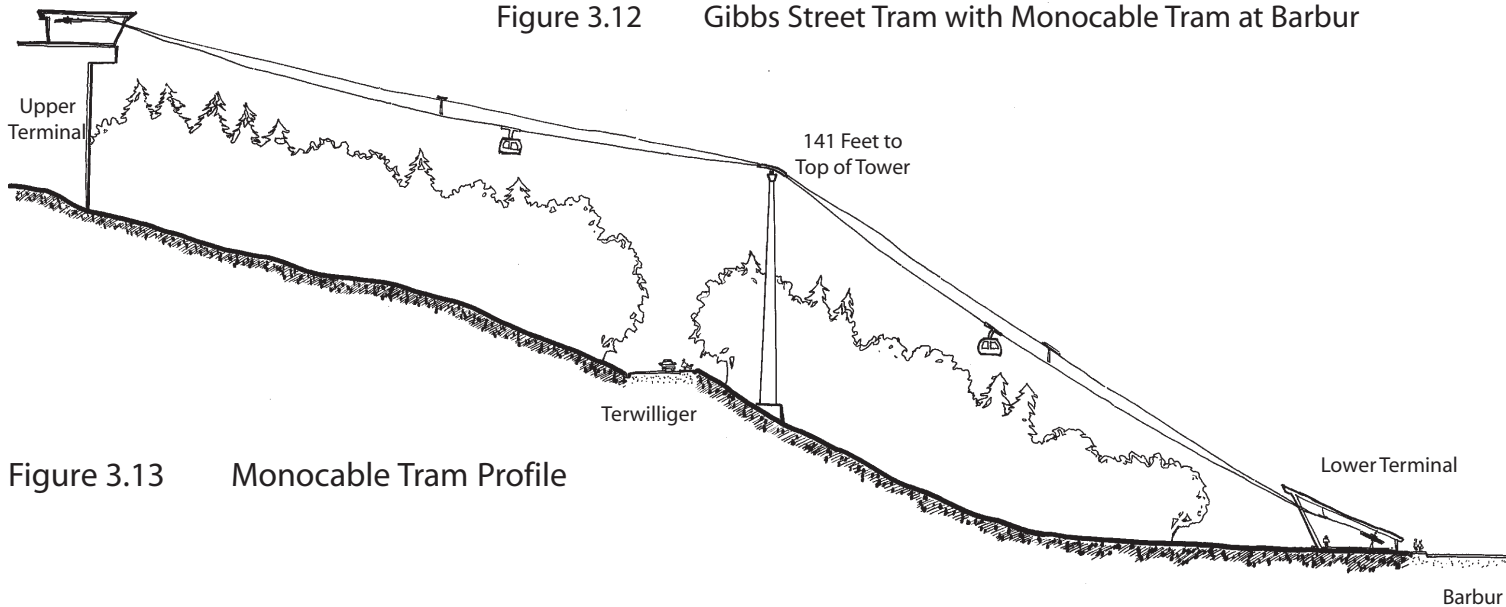 Figure 3.12 Gibbs Street Tram with Monocable Tram at Barbur
Upper
Terminal
141 Feet to
Top of Tower
Terwilliger
Figure 3.13 Monocable Tram Profile
Lower Terminal
Barbur